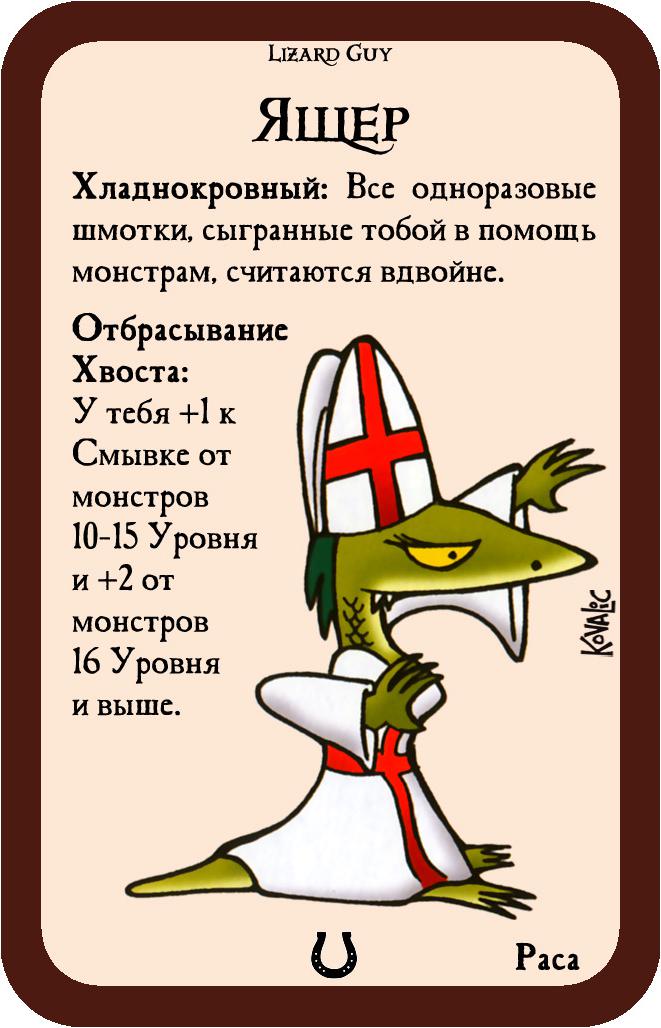 Lizard Guy
Ящер
Хладнокровный: Все одноразовые
шмотки, сыгранные тобой в помощь
монстрам, считаются вдвойне.
Отбрасывание
Хвоста:
У тебя +1 к
Смывке от
монстров
10-15 Уровня
и +2 от
монстров
16 Уровня
и выше.
Kovalic
Раса